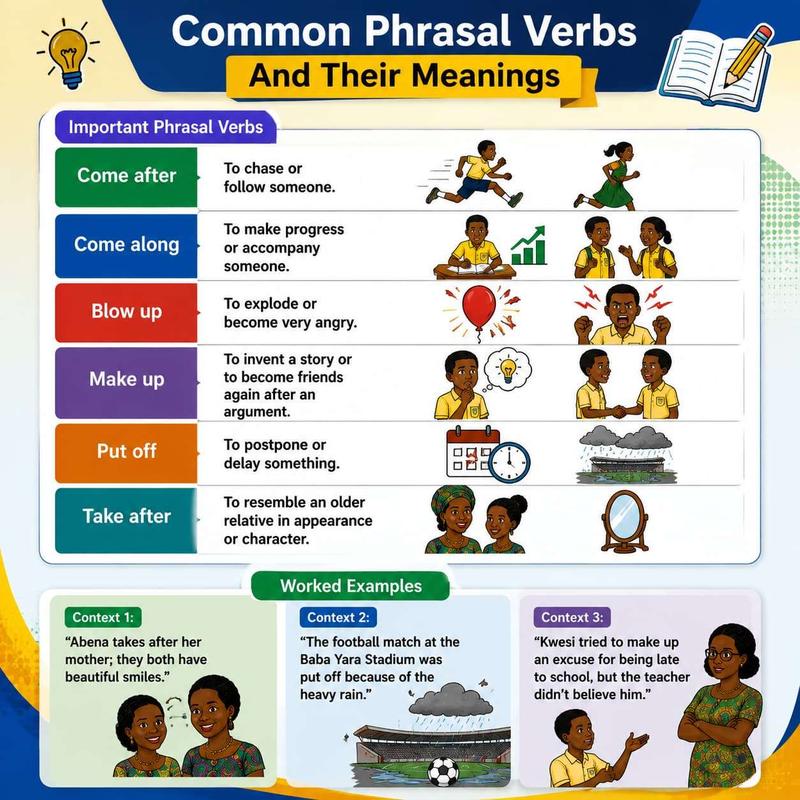 Common Phrasal Verbs
And Their Meanings
Important Phrasal Verbs
Come after
To chase or
follow someone.
Come along
To make progress
or accompany
someone.
Blow up
To explode or
become very angry.
Make up
To invent a story or
to become friends
again after an
argument.
Put off
To postpone or
delay something.
Take after
To resemble an older
relative in appearance
or character.
Worked Examples
Context 1:
“Abena takes after her
mother; they both have
beautiful smiles.”
Context 2:
“The football match at the
Baba Yara Stadium was
put off because of the
heavy rain.”
Context 3:
“Kwesi tried to make up
an excuse for being late
to school, but the teacher
didn’t believe him.”